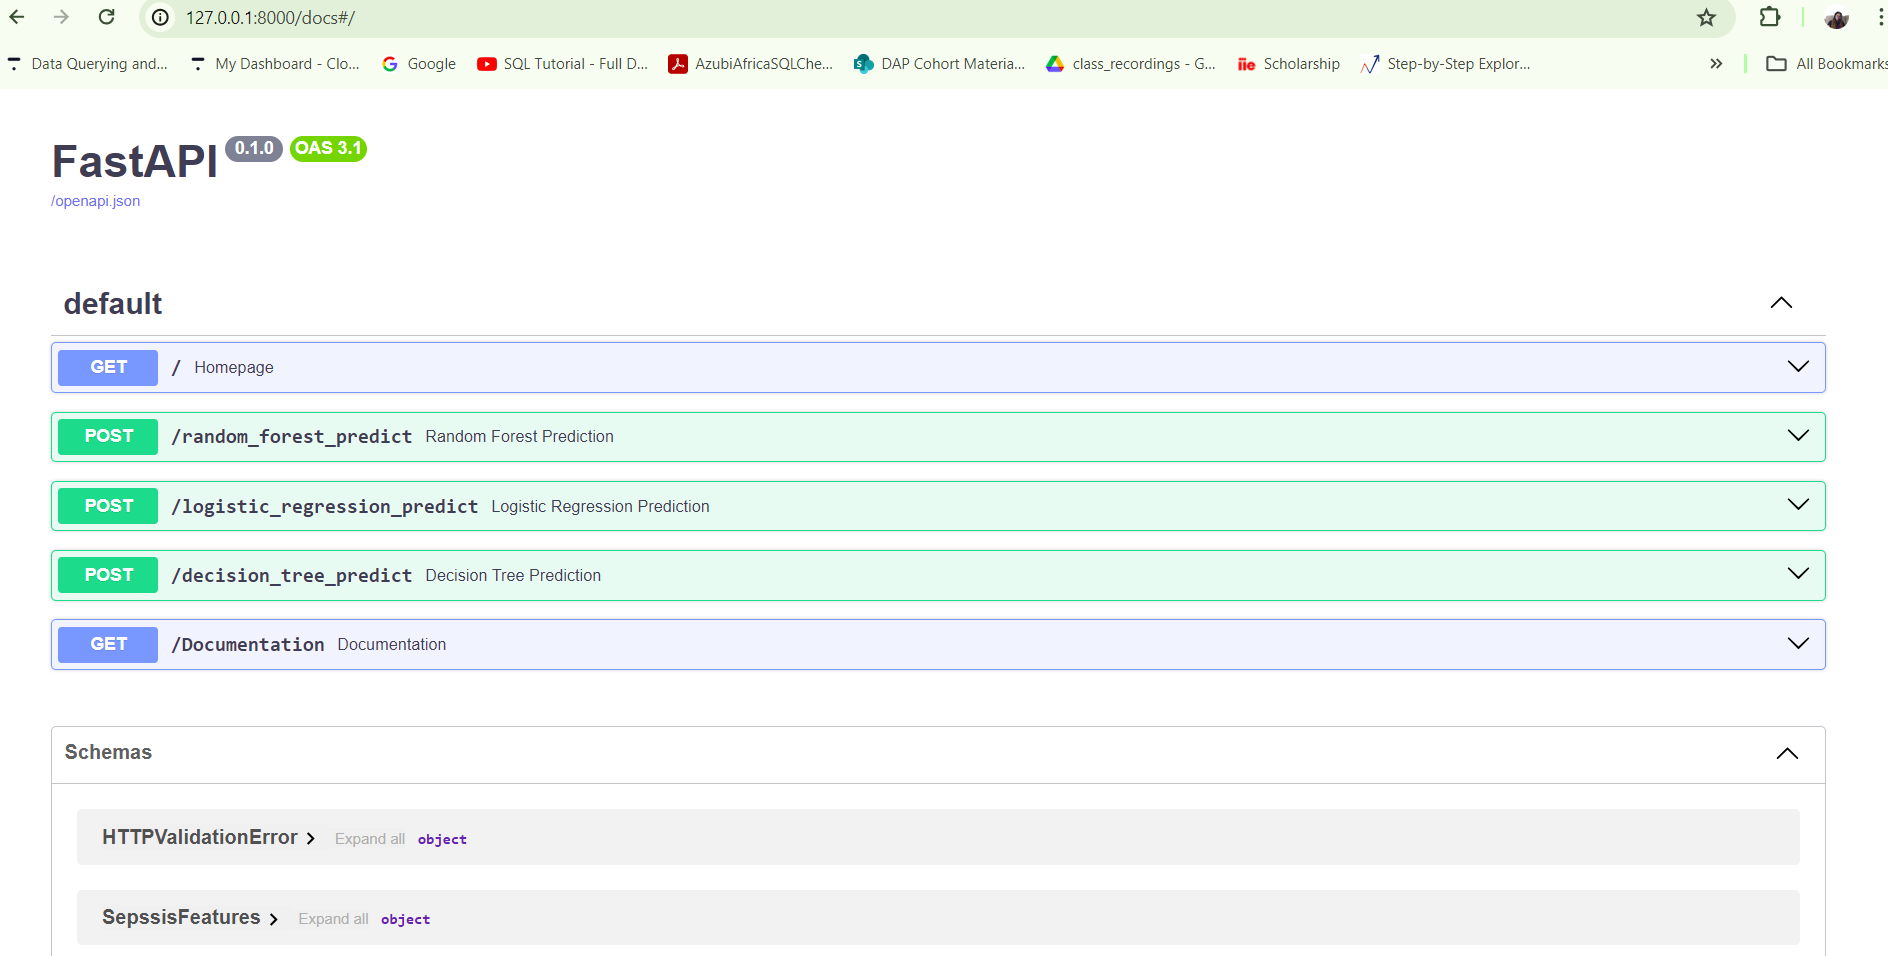 127.0.0.1:8000/docs#/
Data Querying and... My Dashboard - Clo... Google SQL Tutorial - Full D... AzubiAfricaSQLChe... DAP Cohort Materia... class_recordings - G... iie Scholarship Step-by-Step Explor... » All Bookmarks
FastAPI 0.1.0 OAS 3.1
/openapi.json
default
GET / Homepage
POST /random_forest_predict Random Forest Prediction
POST /logistic_regression_predict Logistic Regression Prediction
POST /decision_tree_predict Decision Tree Prediction
GET /Documentation Documentation
Schemas
HTTPValidationError Expand all object
SepssisFeatures Expand all object